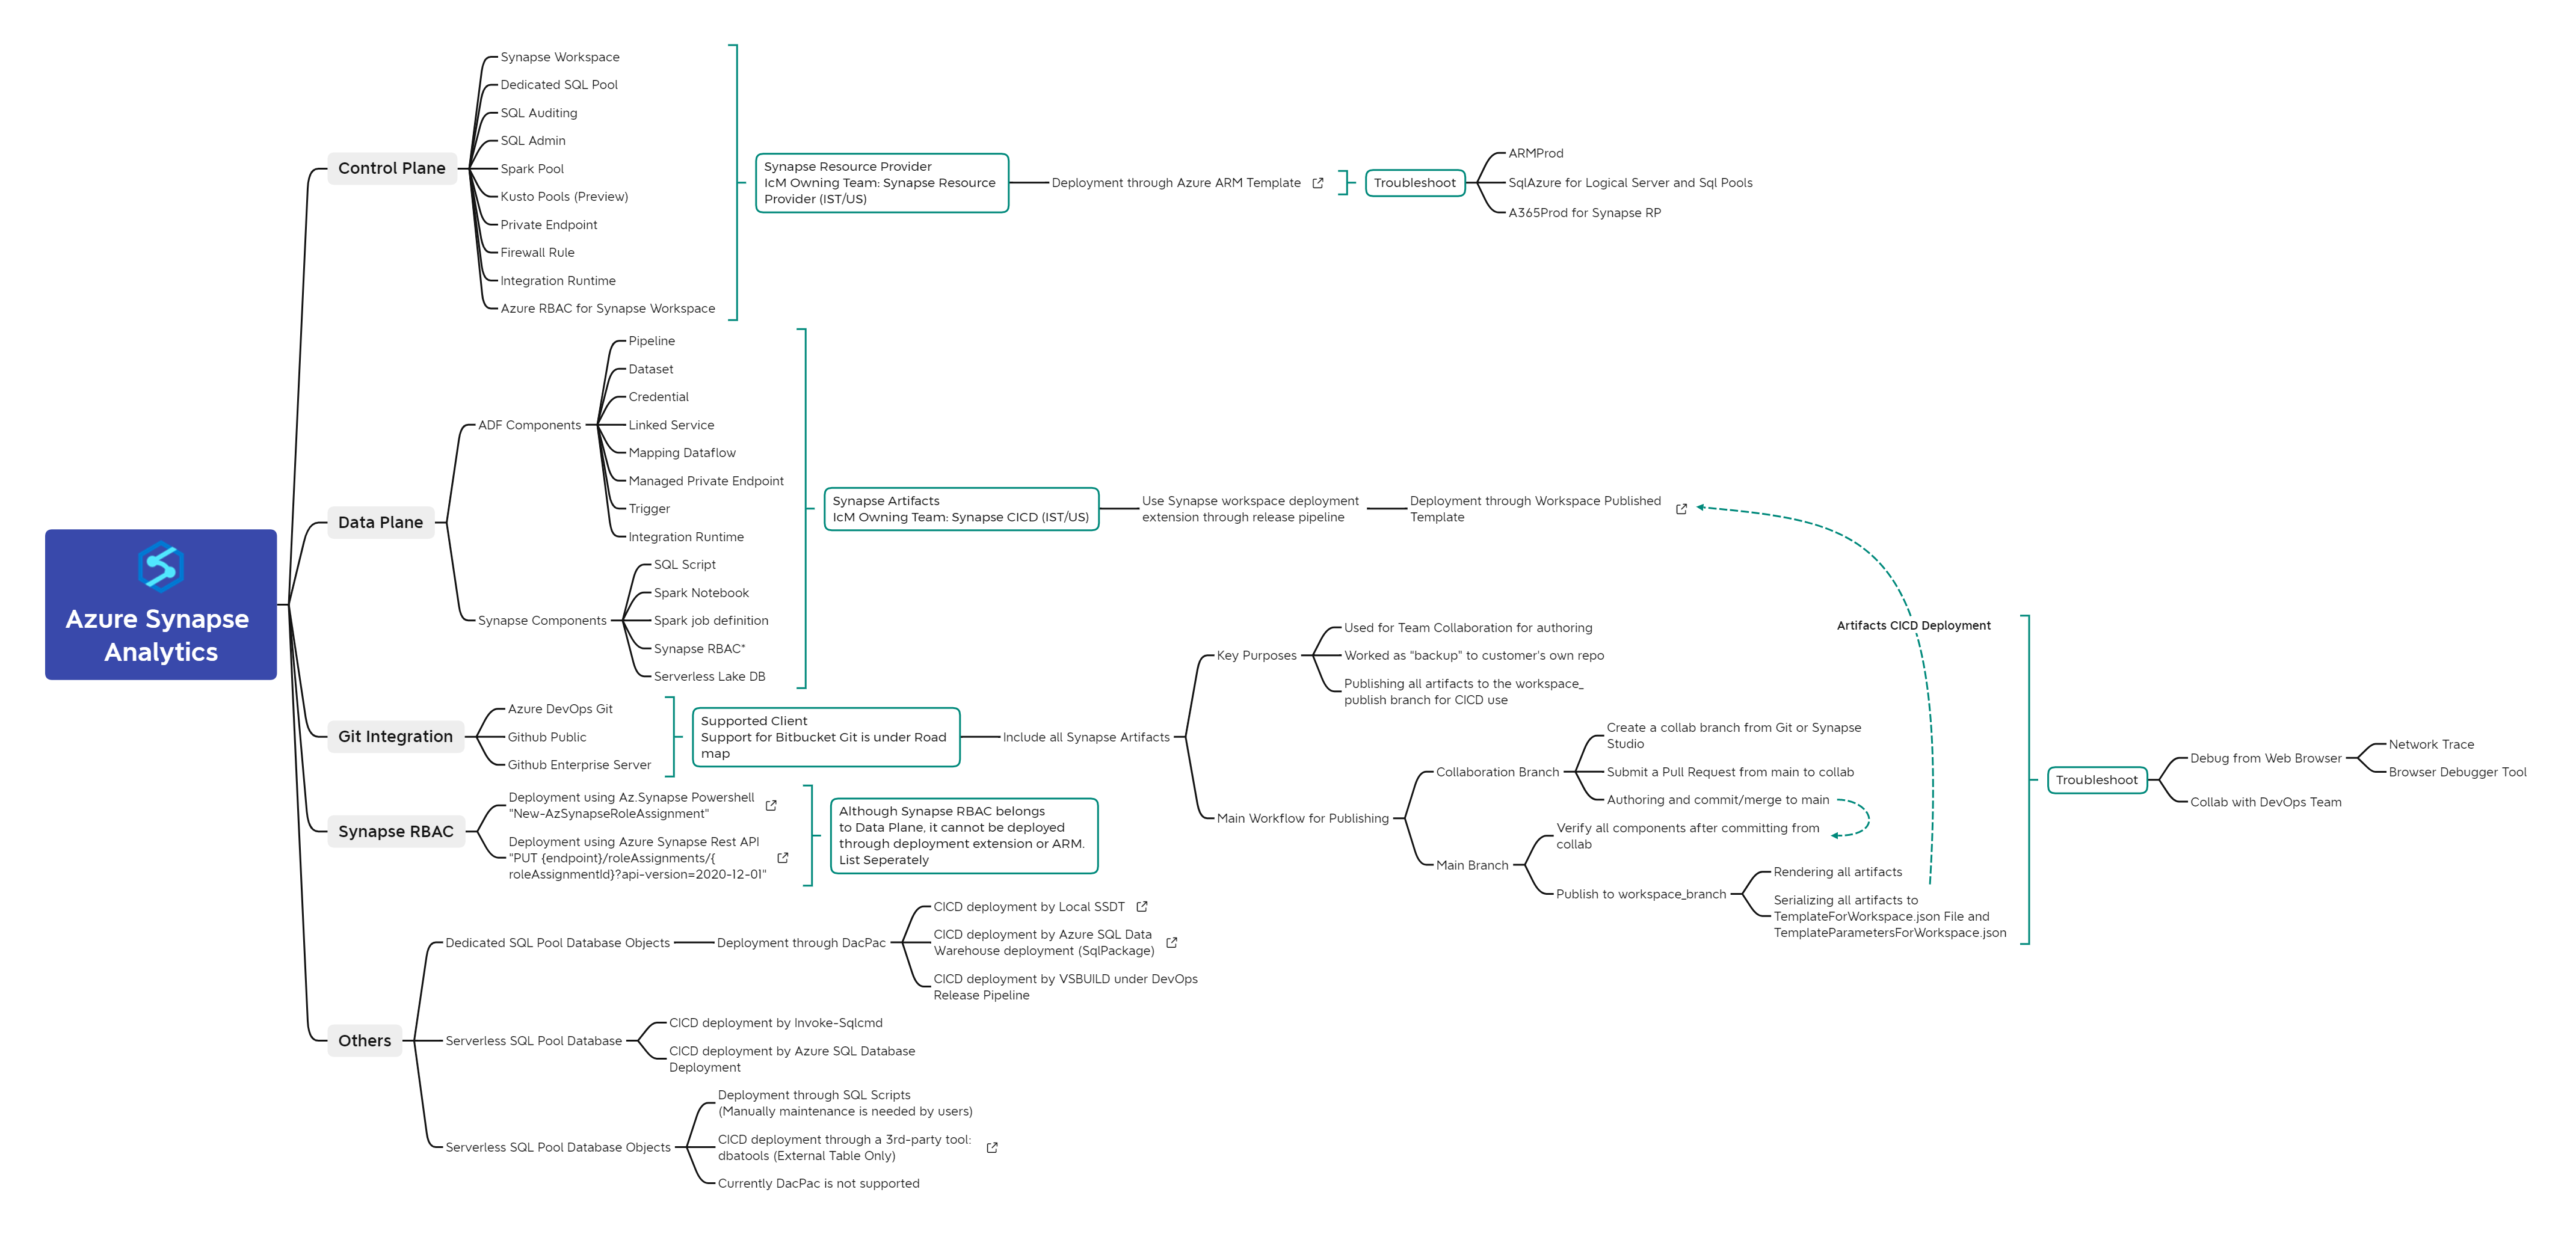 Azure Synapse
Analytics
Control Plane
Synapse Workspace
Dedicated SQL Pool
SQL Auditing
SQL Admin
Spark Pool
Kusto Pools (Preview)
Private Endpoint
Firewall Rule
Integration Runtime
Azure RBAC for Synapse Workspace
Synapse Resource Provider
IcM Owning Team: Synapse Resource
Provider (IST/US)
Deployment through Azure ARM Template
Troubleshoot
ARMProd
SqlAzure for Logical Server and Sql Pools
A365Prod for Synapse RP
Data Plane
ADF Components
Pipeline
Dataset
Credential
Linked Service
Mapping Dataflow
Managed Private Endpoint
Trigger
Integration Runtime
Synapse Components
SQL Script
Spark Notebook
Spark job definition
Synapse RBAC*
Serverless Lake DB
Synapse Artifacts
IcM Owning Team: Synapse CICD (IST/US)
Use Synapse workspace deployment
extension through release pipeline
Deployment through Workspace Published
Template
Git Integration
Azure DevOps Git
Github Public
Github Enterprise Server
Supported Client
Support for Bitbucket Git is under Road
map
Include all Synapse Artifacts
Key Purposes
Used for Team Collaboration for authoring
Worked as "backup" to customer's own repo
Publishing all artifacts to the workspace_
publish branch for CICD use
Main Workflow for Publishing
Collaboration Branch
Create a collab branch from Git or Synapse
Studio
Submit a Pull Request from main to collab
Authoring and commit/merge to main
Main Branch
Verify all components after committing from
collab
Publish to workspace_branch
Rendering all artifacts
Serializing all artifacts to
TemplateForWorkspace.json File and
TemplateParametersForWorkspace.json
Artifacts CICD Deployment
Troubleshoot
Debug from Web Browser
Network Trace
Browser Debugger Tool
Collab with DevOps Team
Synapse RBAC
Deployment using Az.Synapse Powershell
"New-AzSynapseRoleAssignment"
Deployment using Azure Synapse Rest API
"PUT {endpoint}/roleAssignments/{
roleAssignmentId}?api-version=2020-12-01"
Although Synapse RBAC belongs
to Data Plane, it cannot be deployed
through deployment extension or ARM.
List Seperately
Others
Dedicated SQL Pool Database Objects
Deployment through DacPac
CICD deployment by Local SSDT
CICD deployment by Azure SQL Data
Warehouse deployment (SqlPackage)
CICD deployment by VSBUILD under DevOps
Release Pipeline
Serverless SQL Pool Database
CICD deployment by Invoke-Sqlcmd
CICD deployment by Azure SQL Database
Deployment
Serverless SQL Pool Database Objects
Deployment through SQL Scripts
(Manually maintenance is needed by users)
CICD deployment through a 3rd-party tool:
dbatools (External Table Only)
Currently DacPac is not supported